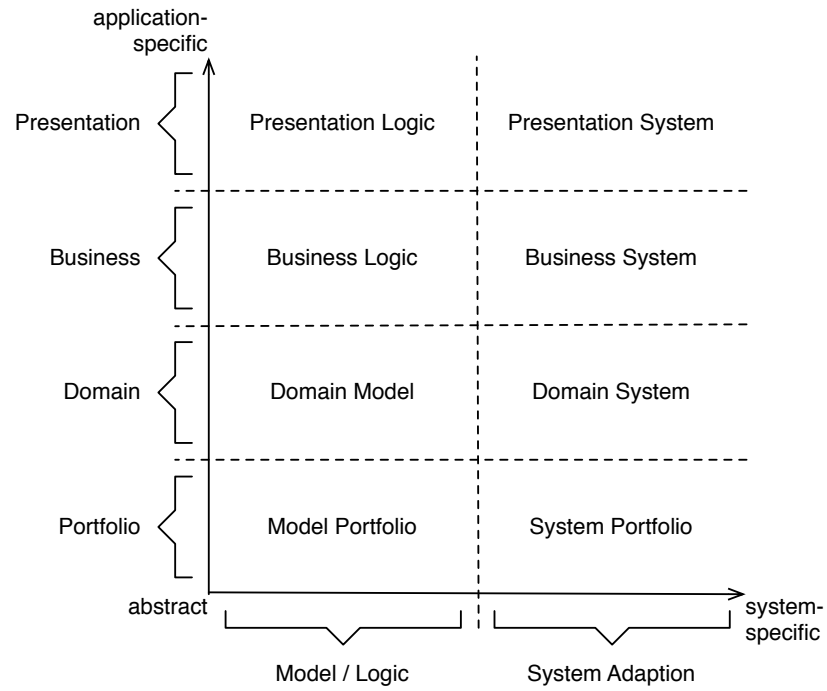 application-
specific
Presentation
Presentation Logic
Presentation System
Business
Business Logic
Business System
Domain
Domain Model
Domain System
Portfolio
Model Portfolio
System Portfolio
abstract
system-
specific
Model / Logic
System Adaption